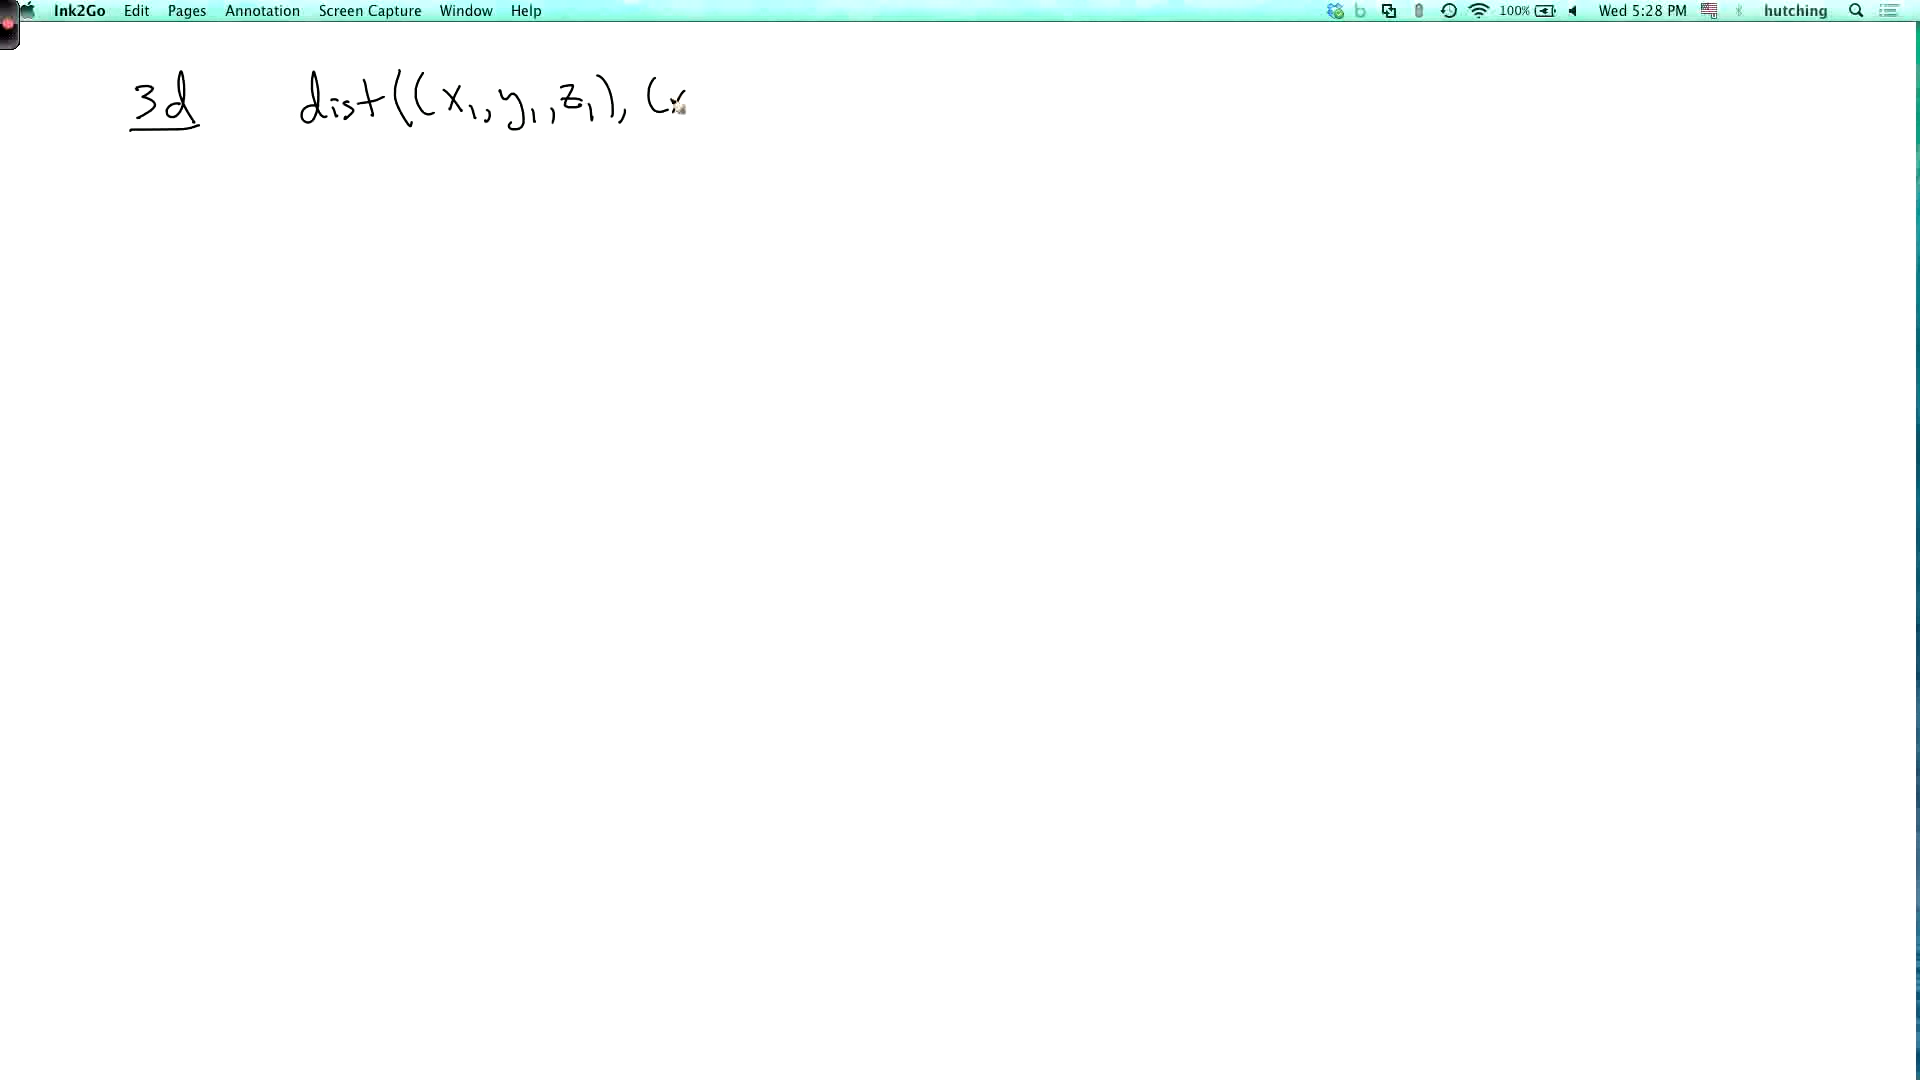 Ink2Go Edit Pages Annotation Screen Capture Window Help 100% Wed 5:28 PM hutching
3d dist((x₁,y₁,z₁), (x